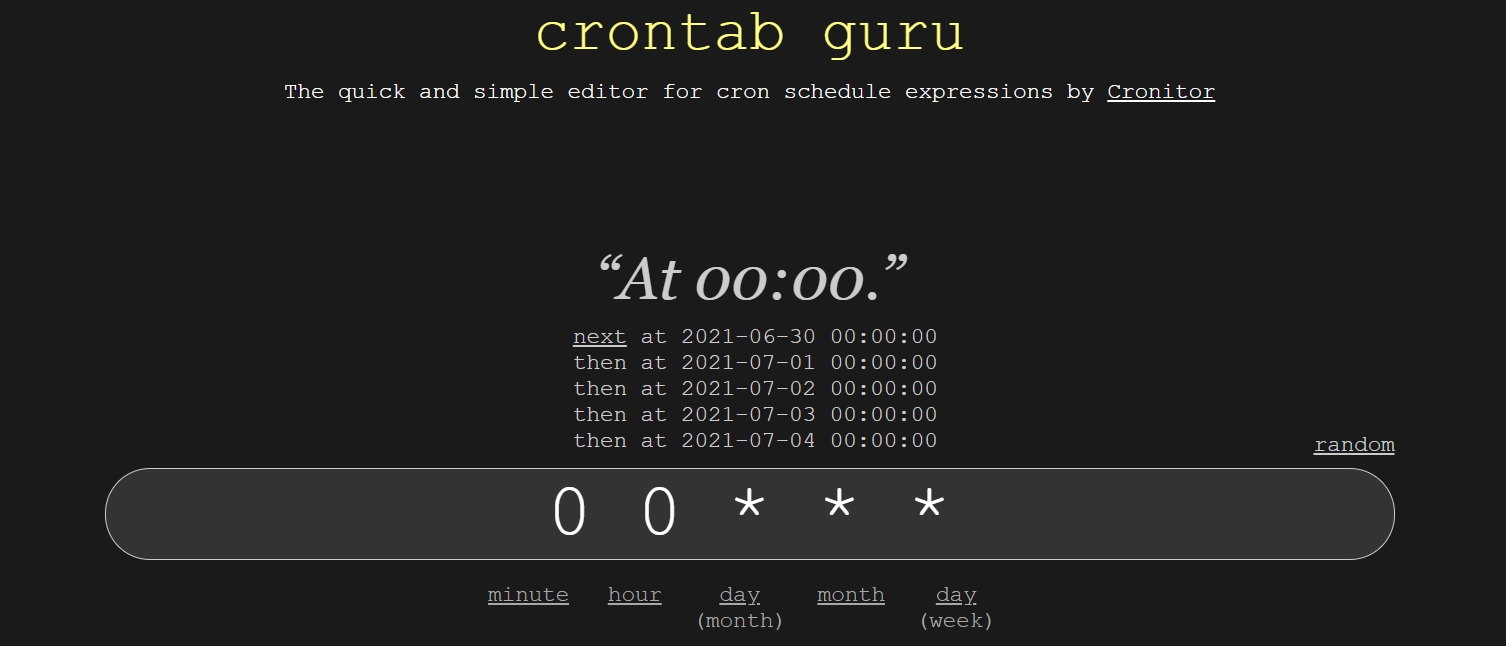 crontab guru
The quick and simple editor for cron schedule expressions by Cronitor
“At 00:00.”
next at 2021-06-30 00:00:00
then at 2021-07-01 00:00:00
then at 2021-07-02 00:00:00
then at 2021-07-03 00:00:00
then at 2021-07-04 00:00:00
random
0 0 * * *
minute hour day month day
(month) (week)